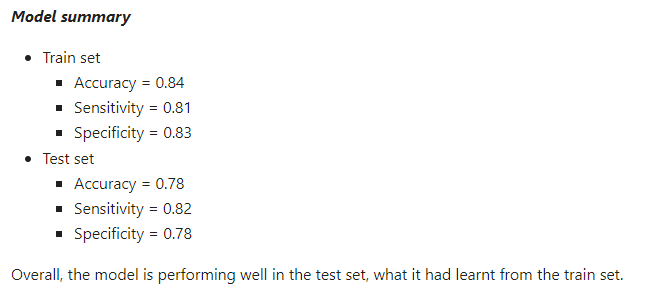 Model summary
• Train set
▪ Accuracy = 0.84
▪ Sensitivity = 0.81
▪ Specificity = 0.83
• Test set
▪ Accuracy = 0.78
▪ Sensitivity = 0.82
▪ Specificity = 0.78
Overall, the model is performing well in the test set, what it had learnt from the train set.